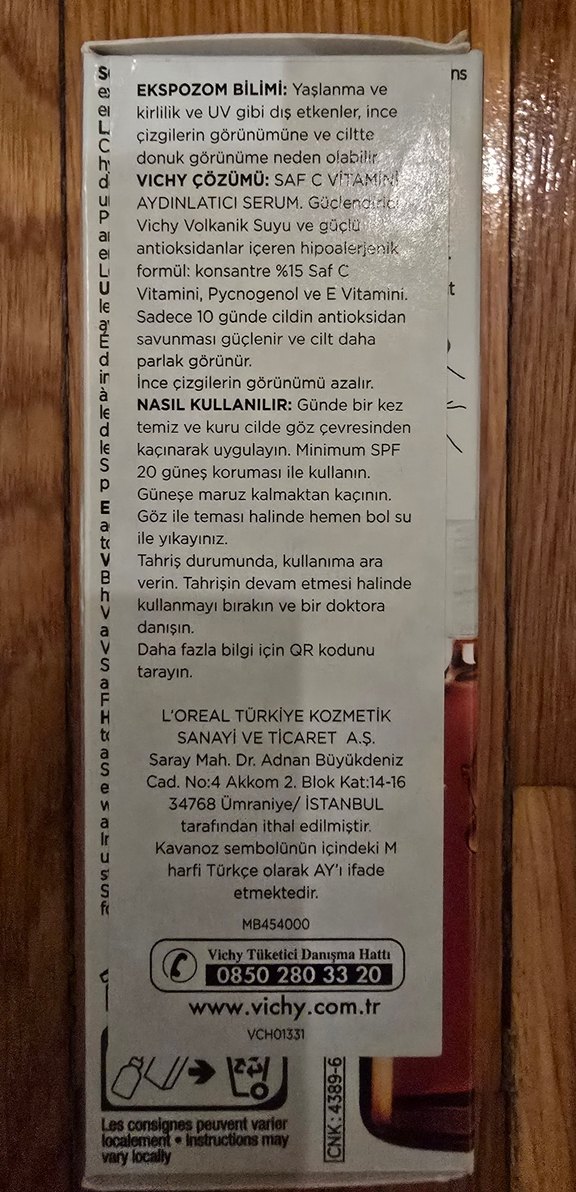 EKSPOZOM BİLİMİ: Yaşlanma ve
kirlilik ve UV gibi dış etkenler, ince
çizgilerin görünümüne ve ciltte
donuk görünüme neden olabilir.
VICHY ÇÖZÜMÜ: SAF C VİTAMİNİ
AYDINLATICI SERUM. Güçlendirici
Vichy Volkanik Suyu ve güçlü
antioksidanlar içeren hipoalerjenik
formül: konsantre %15 Saf C
Vitamini, Pycnogenol ve E Vitamini.
Sadece 10 günde cildin antioksidan
savunması güçlenir ve cilt daha
parlak görünür.
İnce çizgilerin görünümü azalır.
NASIL KULLANILIR: Günde bir kez
temiz ve kuru cilde göz çevresinden
kaçınarak uygulayın. Minimum SPF
20 güneş koruması ile kullanın.
Güneşe maruz kalmaktan kaçının.
Göz ile teması halinde hemen bol su
ile yıkayınız.
Tahriş durumunda, kullanıma ara
verin. Tahrişin devam etmesi halinde
kullanmayı bırakın ve bir doktora
danışın.
Daha fazla bilgi için QR kodunu
tarayın.
L'OREAL TÜRKİYE KOZMETİK
SANAYİ VE TİCARET A.Ş.
Saray Mah. Dr. Adnan Büyükdeniz
Cad. No:4 Akkom 2. Blok Kat:14-16
34768 Ümraniye/ İSTANBUL
tarafından ithal edilmiştir.
Kavanoz sembolünün içindeki M
harfi Türkçe olarak AY'ı ifade
etmektedir.
MB454000
Vichy Tüketici Danışma Hattı
0850 280 33 20
www.vichy.com.tr
VCH01331
Les consignes peuvent varier
localement • Instructions may
vary locally
CNK: 4389-6